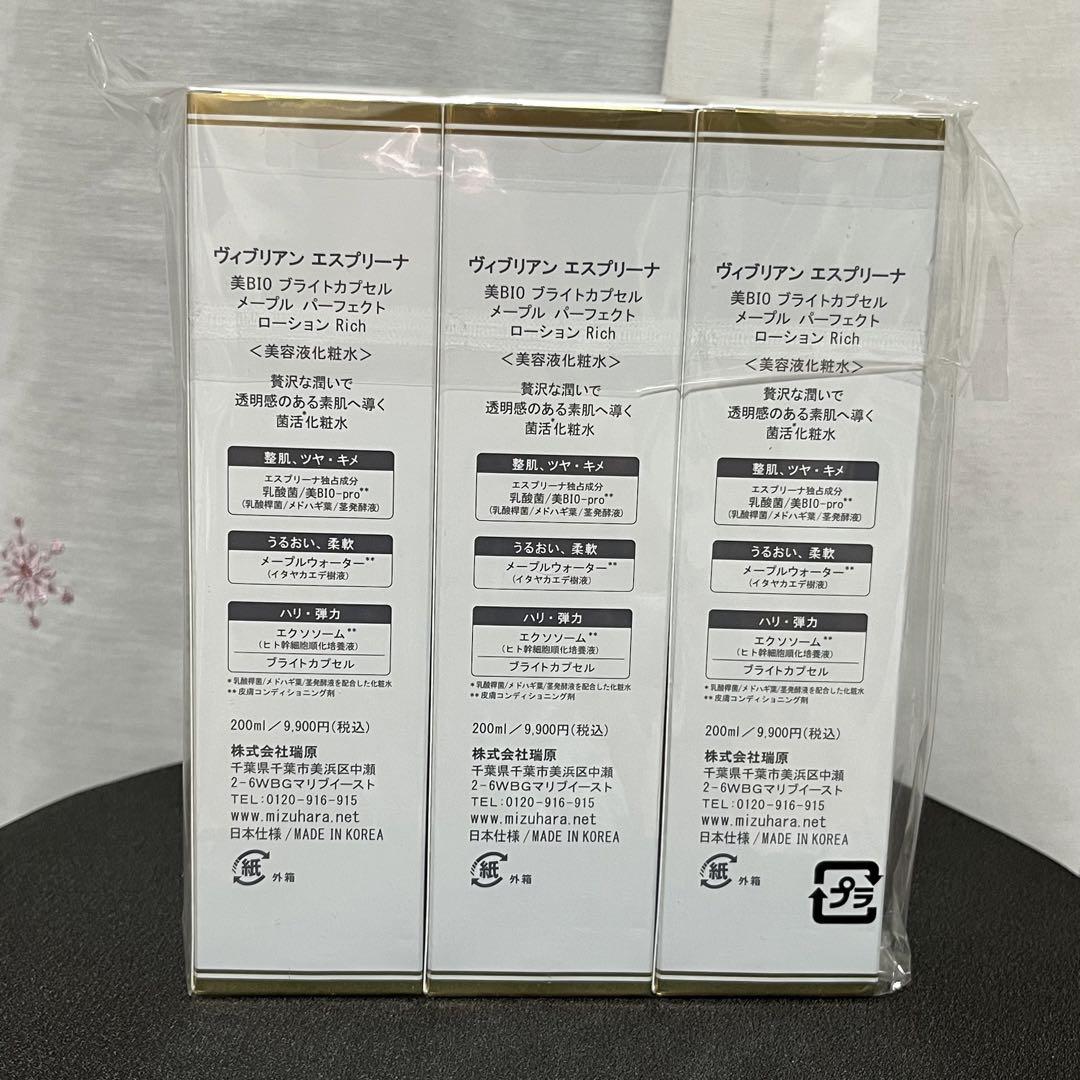 ヴィブリアン エスプリーナ
美BIO ブライトカプセル
メープル パーフェクト
ローション Rich
＜美容液化粧水＞
贅沢な潤いで
透明感のある素肌へ導く
菌活*化粧水
整肌、ツヤ・キメ
エスプリーナ独占成分
乳酸菌/美BIO-pro**
(乳酸桿菌/メドハギ葉/茎発酵液)
うるおい、柔軟
メープルウォーター**
(イタヤカエデ樹液)
ハリ・弾力
エクソソーム**
(ヒト幹細胞順化培養液)
ブライトカプセル
*乳酸桿菌/メドハギ葉/茎発酵液を配合した化粧水
**皮膚コンディショニング剤
200ml／9,900円(税込)
株式会社瑞原
千葉県千葉市美浜区中瀬
2-6WBGマリブイースト
TEL:0120-916-915
www.mizuhara.net
日本仕様/MADE IN KOREA
紙 外箱
ヴィブリアン エスプリーナ
美BIO ブライトカプセル
メープル パーフェクト
ローション Rich
＜美容液化粧水＞
贅沢な潤いで
透明感のある素肌へ導く
菌活*化粧水
整肌、ツヤ・キメ
エスプリーナ独占成分
乳酸菌/美BIO-pro**
(乳酸桿菌/メドハギ葉/茎発酵液)
うるおい、柔軟
メープルウォーター**
(イタヤカエデ樹液)
ハリ・弾力
エクソソーム**
(ヒト幹細胞順化培養液)
ブライトカプセル
*乳酸桿菌/メドハギ葉/茎発酵液を配合した化粧水
**皮膚コンディショニング剤
200ml／9,900円(税込)
株式会社瑞原
千葉県千葉市美浜区中瀬
2-6WBGマリブイースト
TEL:0120-916-915
www.mizuhara.net
日本仕様/MADE IN KOREA
紙 外箱
ヴィブリアン エスプリーナ
美BIO ブライトカプセル
メープル パーフェクト
ローション Rich
＜美容液化粧水＞
贅沢な潤いで
透明感のある素肌へ導く
菌活*化粧水
整肌、ツヤ・キメ
エスプリーナ独占成分
乳酸菌/美BIO-pro**
(乳酸桿菌/メドハギ葉/茎発酵液)
うるおい、柔軟
メープルウォーター**
(イタヤカエデ樹液)
ハリ・弾力
エクソソーム**
(ヒト幹細胞順化培養液)
ブライトカプセル
*乳酸桿菌/メドハギ葉/茎発酵液を配合した化粧水
**皮膚コンディショニング剤
200ml／9,900円(税込)
株式会社瑞原
千葉県千葉市美浜区中瀬
2-6WBGマリブイースト
TEL:0120-916-915
www.mizuhara.net
日本仕様/MADE IN KOREA
紙 外箱
プラ